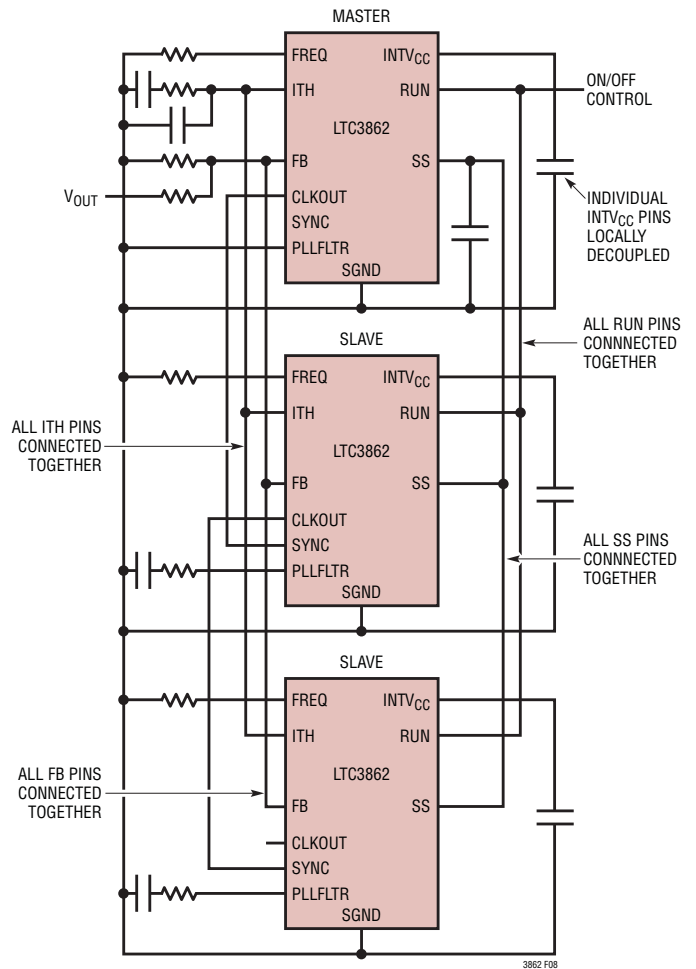 MASTER
FREQ
INTVCC
ITH
RUN
ON/OFF
CONTROL
LTC3862
FB
SS
VOUT
CLKOUT
SYNC
PLLFLTR
SGND
INDIVIDUAL
INTVCC PINS
LOCALLY
DECOUPLED
ALL RUN PINS
CONNNECTED
TOGETHER
SLAVE
FREQ
INTVCC
ITH
RUN
ALL ITH PINS
CONNECTED
TOGETHER
LTC3862
FB
SS
CLKOUT
SYNC
PLLFLTR
SGND
ALL SS PINS
CONNNECTED
TOGETHER
SLAVE
FREQ
INTVCC
ITH
RUN
LTC3862
ALL FB PINS
CONNECTED
TOGETHER
FB
SS
CLKOUT
SYNC
PLLFLTR
SGND
3862 F08